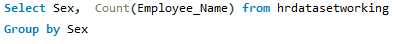 Select Sex,  Count(Employee_Name) from hrdatasetworking
Group by Sex